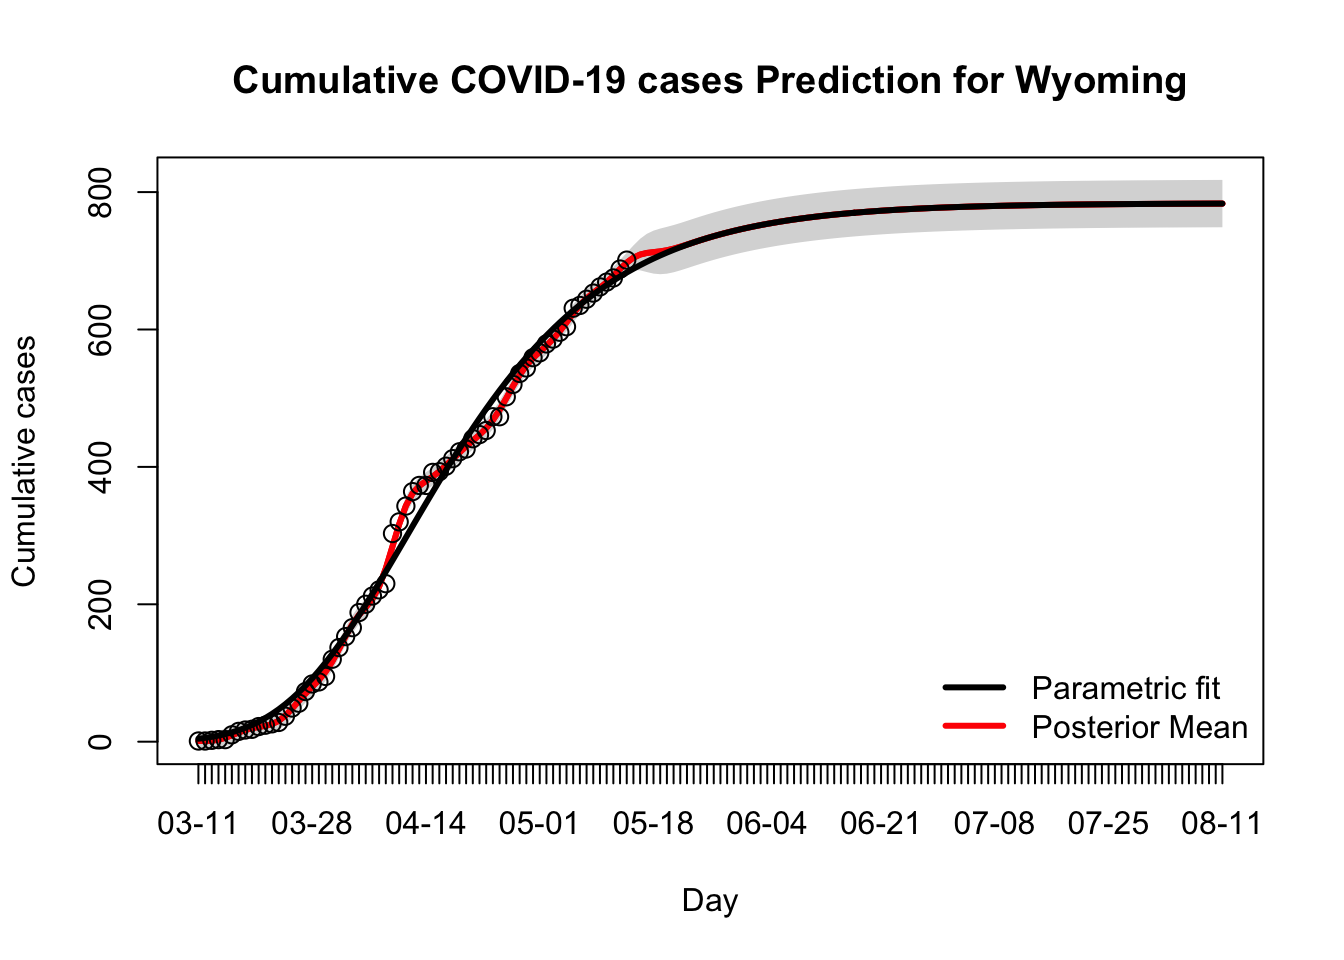 Cumulative COVID-19 cases Prediction for Wyoming
Cumulative cases
800
600
400
200
0
Parametric fit
Posterior Mean
03-11 03-28 04-14 05-01 05-18 06-04 06-21 07-08 07-25 08-11
Day